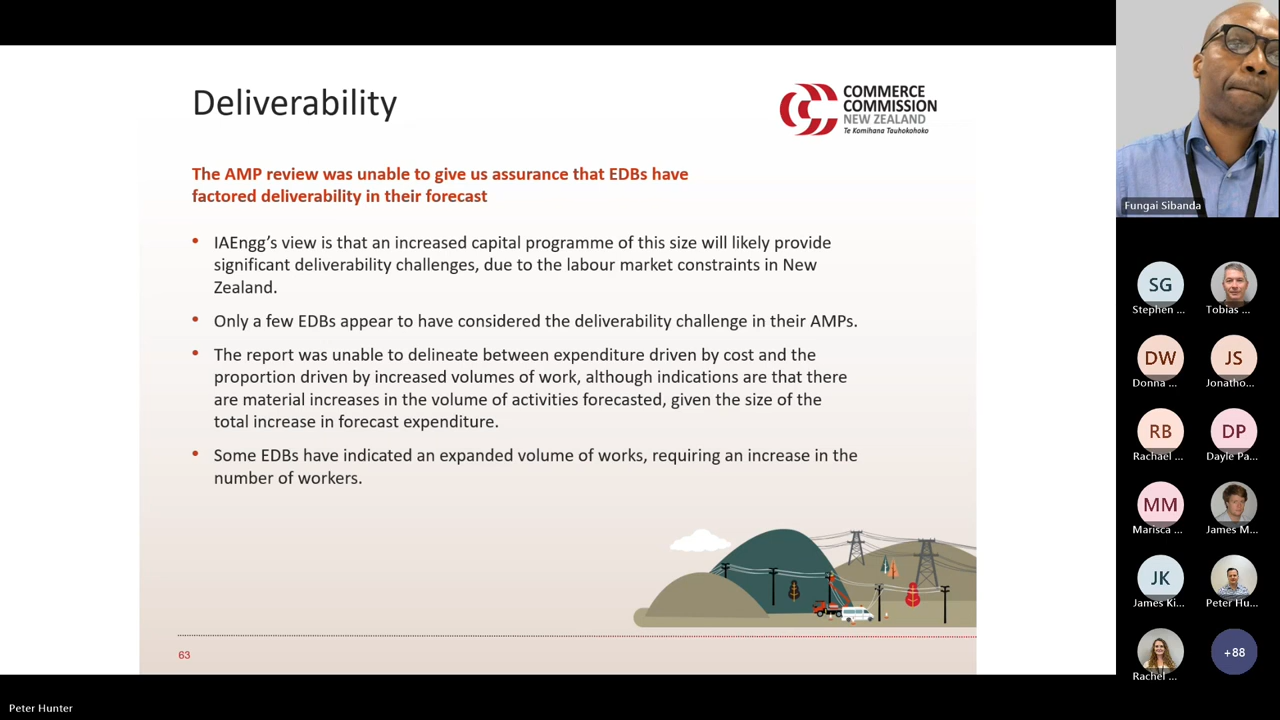 Deliverability
COMMERCE
COMMISSION
NEW ZEALAND
Te Komihana Tauhokohoko
The AMP review was unable to give us assurance that EDBs have
factored deliverability in their forecast
• IAEngg's view is that an increased capital programme of this size will likely provide
significant deliverability challenges, due to the labour market constraints in New
Zealand.
• Only a few EDBs appear to have considered the deliverability challenge in their AMPs.
• The report was unable to delineate between expenditure driven by cost and the
proportion driven by increased volumes of work, although indications are that there
are material increases in the volume of activities forecasted, given the size of the
total increase in forecast expenditure.
• Some EDBs have indicated an expanded volume of works, requiring an increase in the
number of workers.
63
Peter Hunter
Fungai Sibanda
SG
Stephen ...
Tobias ...
DW
JS
Donna ...
Jonatho...
RB
DP
Rachael ...
Dayle Pa...
MM
Marisca ...
James M...
JK
James Ki...
Peter Hu...
Rachel ...
+88